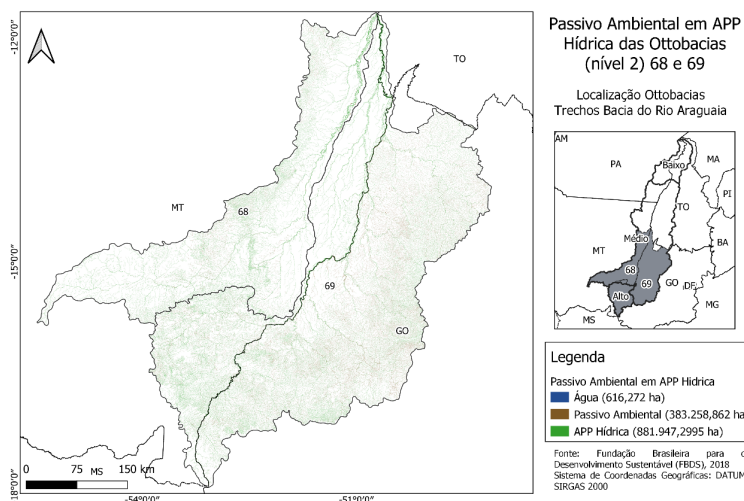 Passivo Ambiental em APP
Hídrica das Ottobacias
(nível 2) 68 e 69
Localização Ottobacias
Trechos Bacia do Rio Araguaia
-12°0'0"
-15°0'0"
18°0'0"
-54°0'0"
-51°0'0"
TO
MT
68
69
GO
MS
0 75 150 km
AM
PA
Baixo
MA
PI
TO
Médio
MT
BA
68
69
GO
DF
Alto
MG
MS
Legenda
Passivo Ambiental em APP Hidrica
Água (616,272 ha)
Passivo Ambiental (383.258,862 ha
APP Hídrica (881.947,2995 ha)
Fonte: Fundação Brasileira para o
Desenvolvimento Sustentável (FBDS), 2018
Sistema de Coordenadas Geográficas: DATUM
SIRGAS 2000